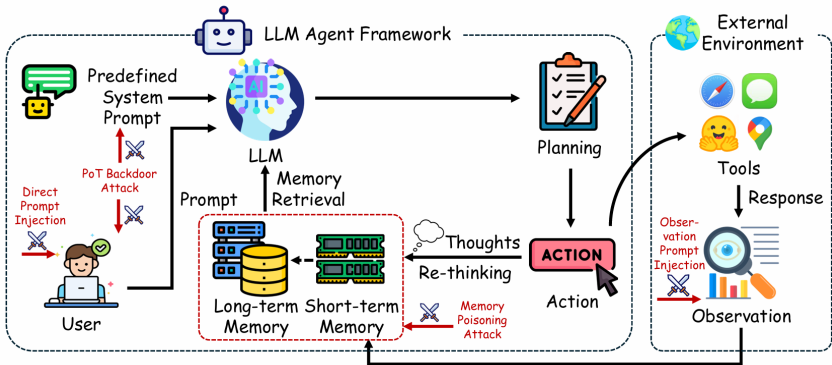 LLM Agent Framework
External
Environment
Predefined
System
Prompt
AI
LLM
Planning
Tools
PoT Backdoor
Attack
Direct
Prompt
Injection
Prompt
Memory
Retrieval
Response
Thoughts
Re-thinking
ACTION
Action
Obser-
vation
Prompt
Injection
User
Long-term
Memory
Short-term
Memory
Memory
Poisoning
Attack
Observation